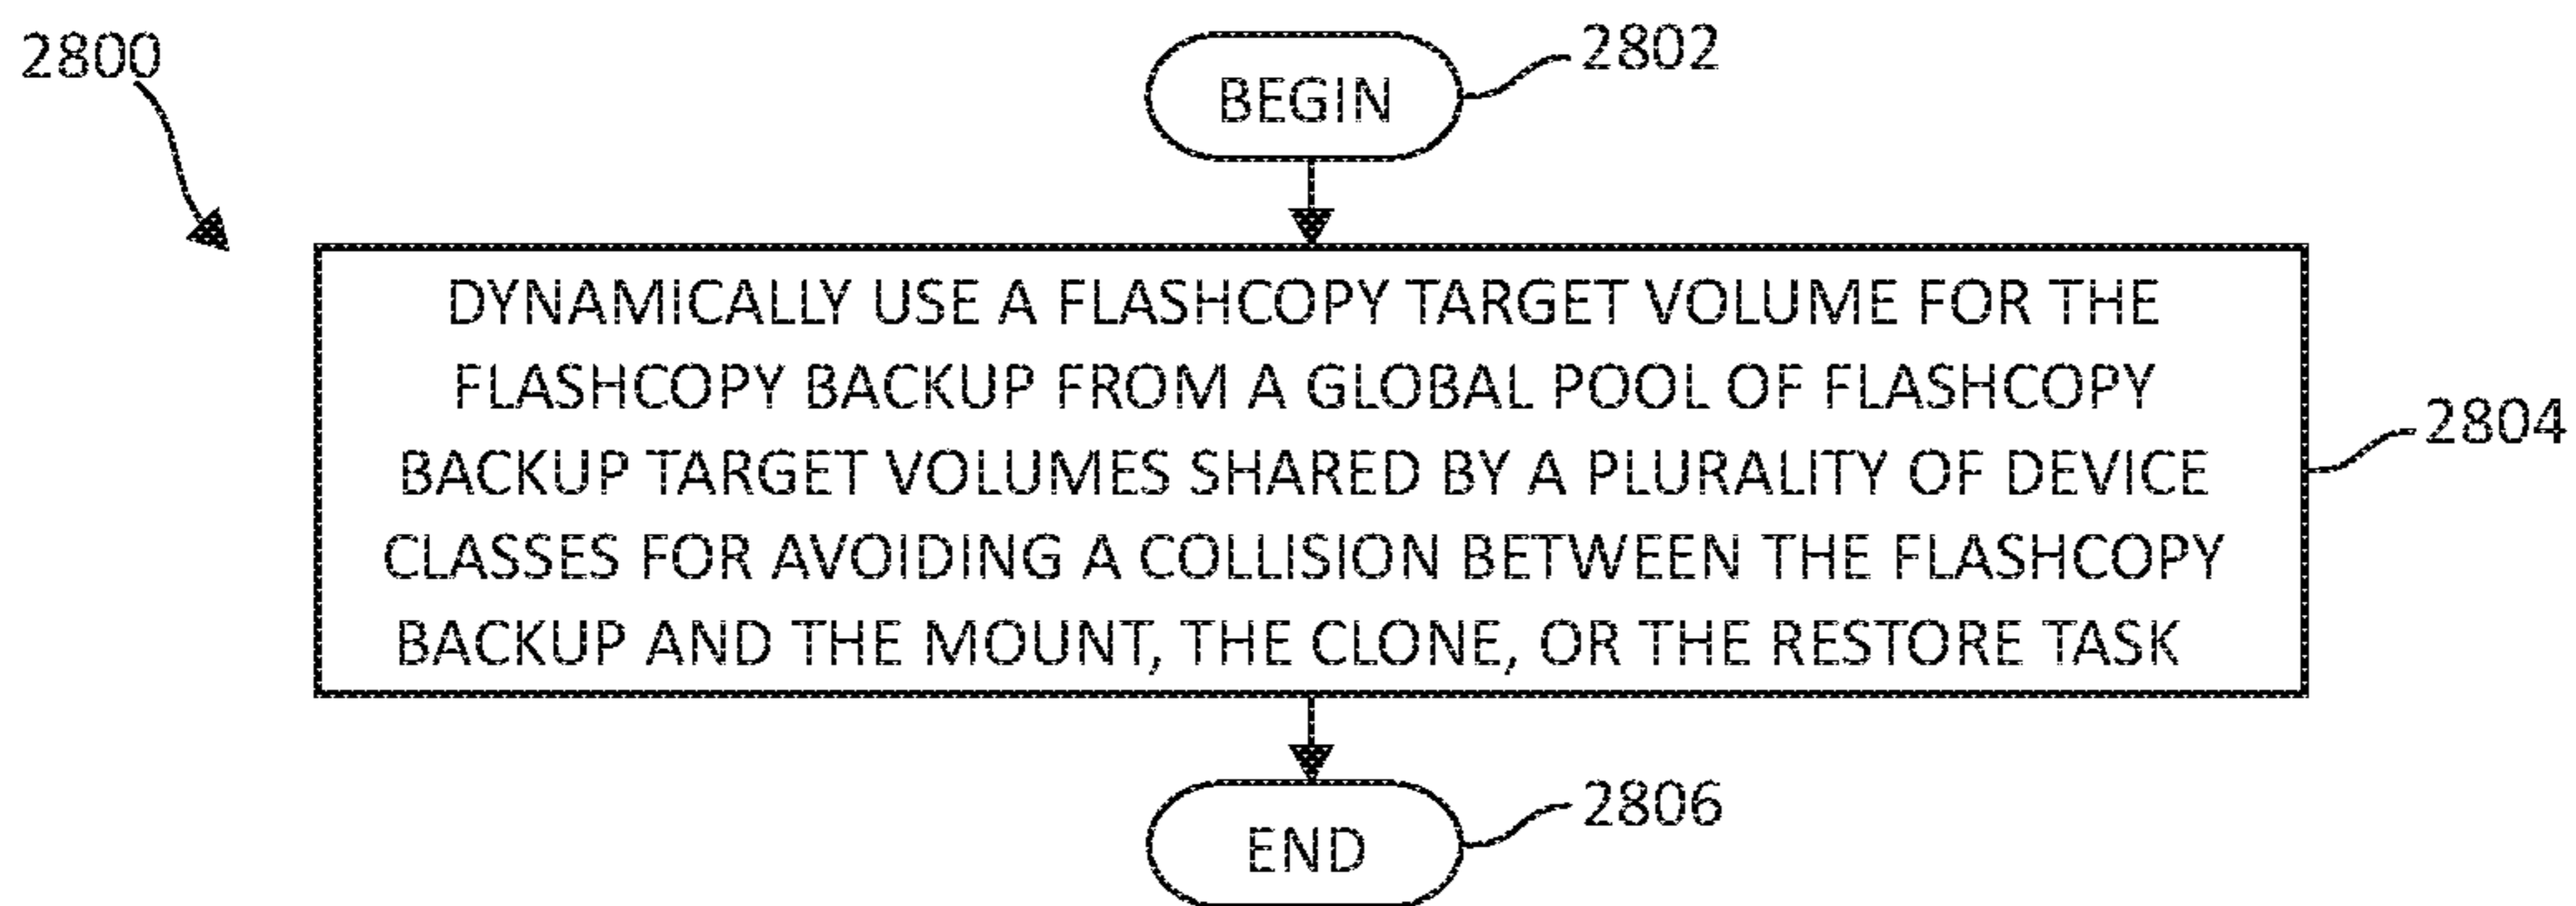 2800
2802
BEGIN
DYNAMICALLY USE A FLASHCOPY TARGET VOLUME FOR THE
FLASHCOPY BACKUP FROM A GLOBAL POOL OF FLASHCOPY
BACKUP TARGET VOLUMES SHARED BY A PLURALITY OF DEVICE
CLASSES FOR AVOIDING A COLLISION BETWEEN THE FLASHCOPY
BACKUP AND THE MOUNT, THE CLONE, OR THE RESTORE TASK
2804
2806
END